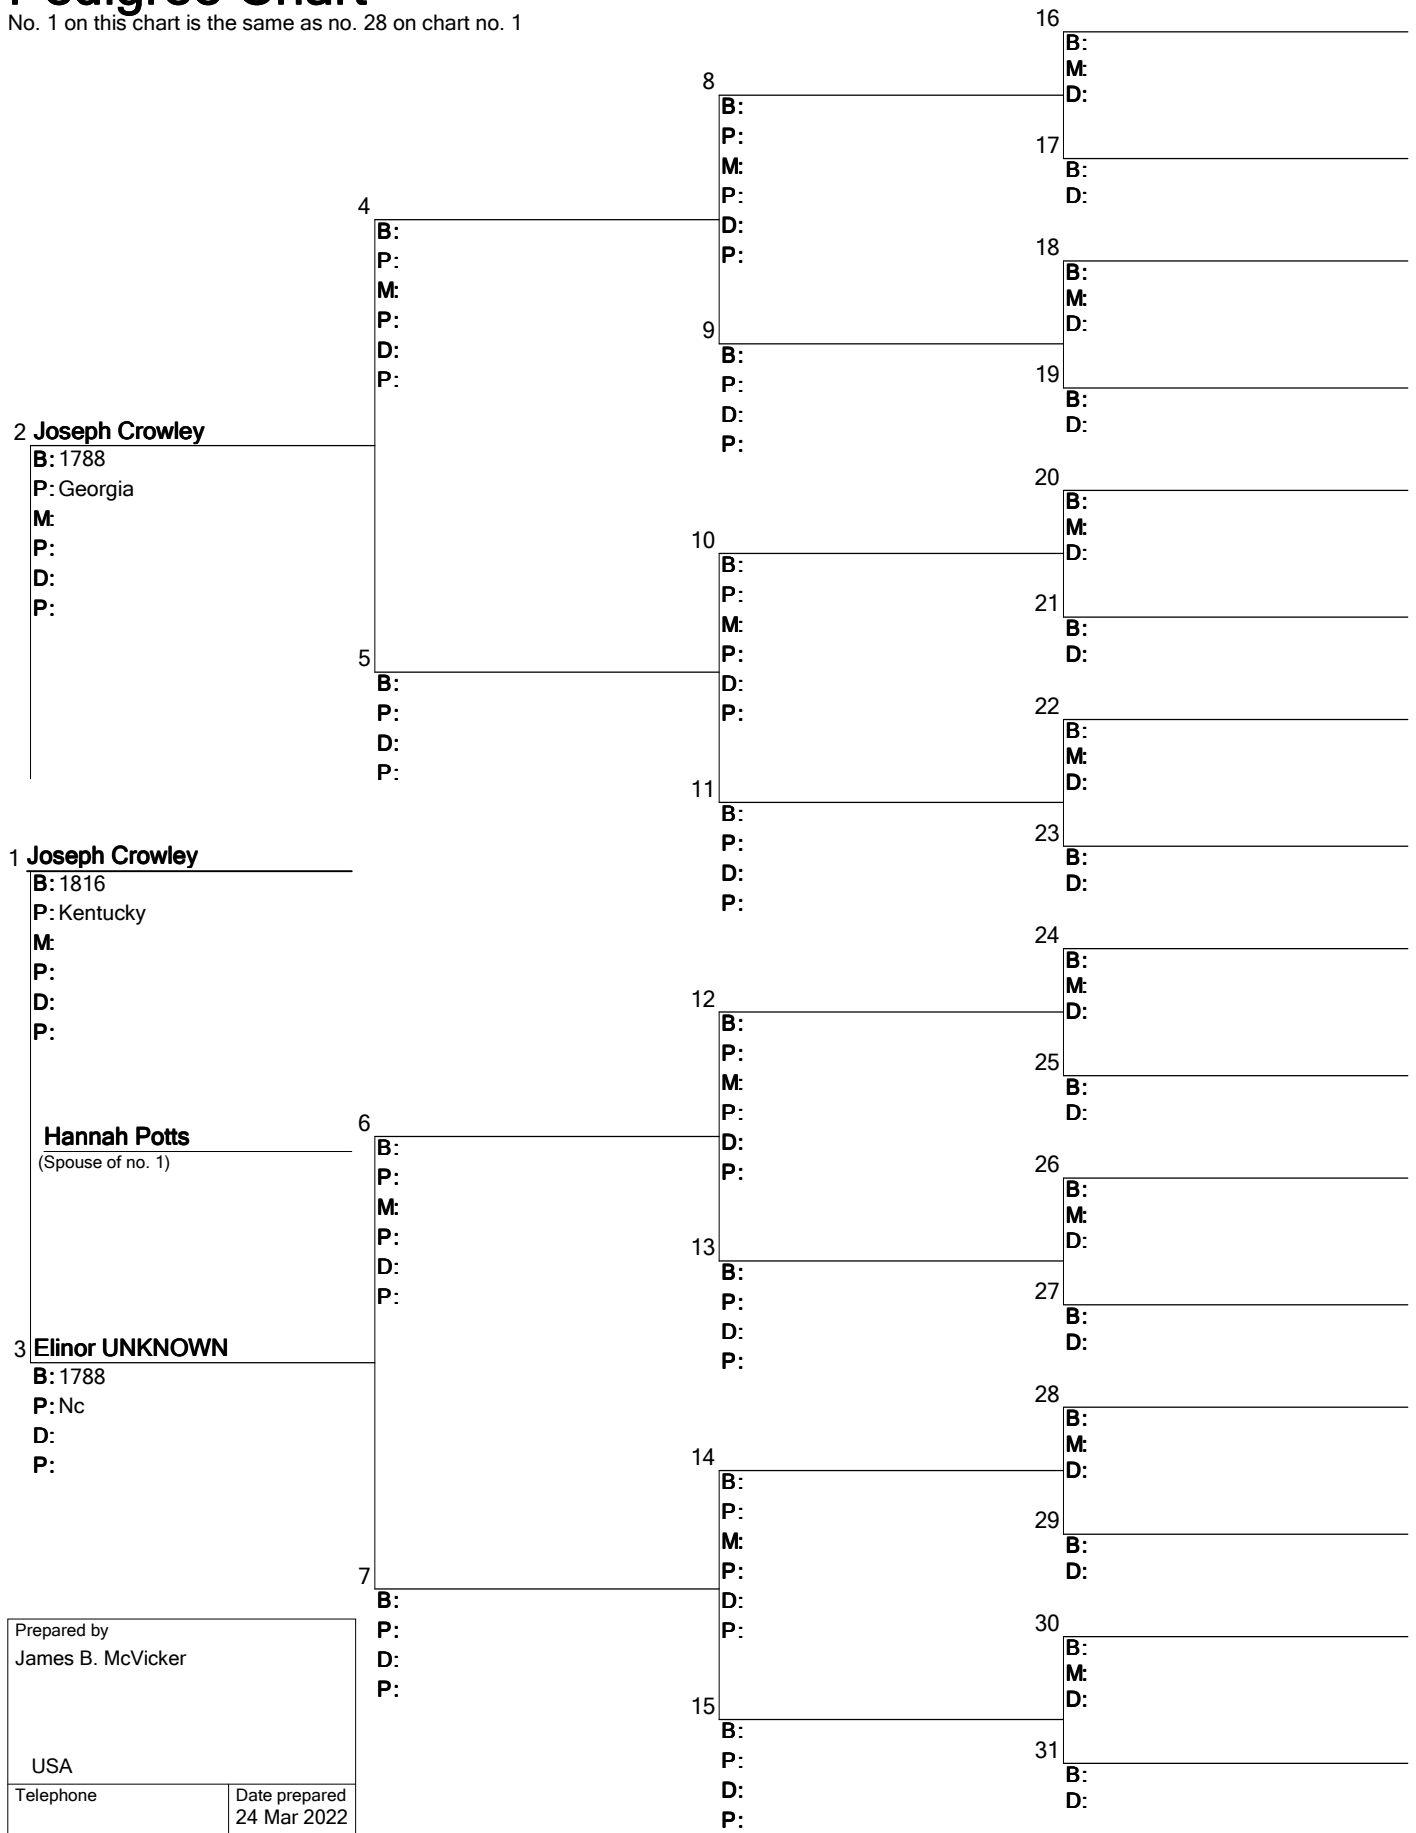 Pedigree Chart
No. 1 on this chart is the same as no. 28 on chart no. 1
2 Joseph Crowley
B: 1788
P: Georgia
M:
P:
D:
P:
1 Joseph Crowley
B: 1816
P: Kentucky
M:
P:
D:
P:
Hannah Potts
(Spouse of no. 1)
3 Elinor UNKNOWN
B: 1788
P: Nc
D:
P:
Prepared by
James B. McVicker
USA
Telephone
Date prepared
24 Mar 2022
4
B:
P:
M:
P:
D:
P:
5
B:
P:
D:
P:
6
B:
P:
M:
P:
D:
P:
7
B:
P:
D:
P:
8
B:
P:
M:
P:
D:
P:
9
B:
P:
D:
P:
10
B:
P:
M:
P:
D:
P:
11
B:
P:
D:
P:
12
B:
P:
M:
P:
D:
P:
13
B:
P:
D:
P:
14
B:
P:
M:
P:
D:
P:
15
B:
P:
D:
P:
16
B:
M:
D:
17
B:
D:
18
B:
M:
D:
19
B:
D:
20
B:
M:
D:
21
B:
D:
22
B:
M:
D:
23
B:
D:
24
B:
M:
D:
25
B:
D:
26
B:
M:
D:
27
B:
D:
28
B:
M:
D:
29
B:
D:
30
B:
M:
D:
31
B:
D: